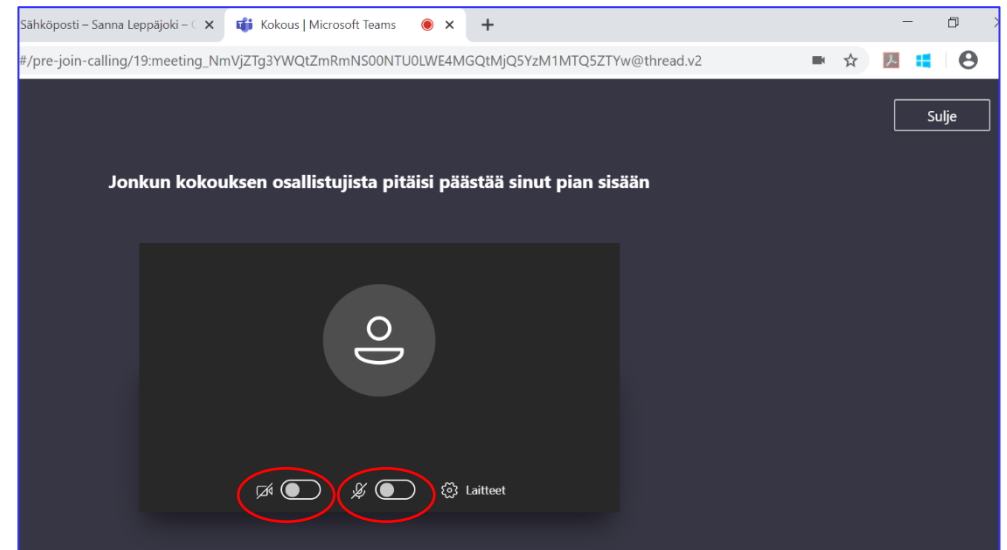 Sähköposti – Sanna Leppäjoki –
Kokous | Microsoft Teams
#/pre-join-calling/19:meeting_NmVjZTg3YWQtZmRmNS00NTU0LWE4MGQtMjQ5YzM1MTQ5ZTYw@thread.v2
Sulje
Jonkun kokouksen osallistujista pitäisi päästää sinut pian sisään
Laitteet